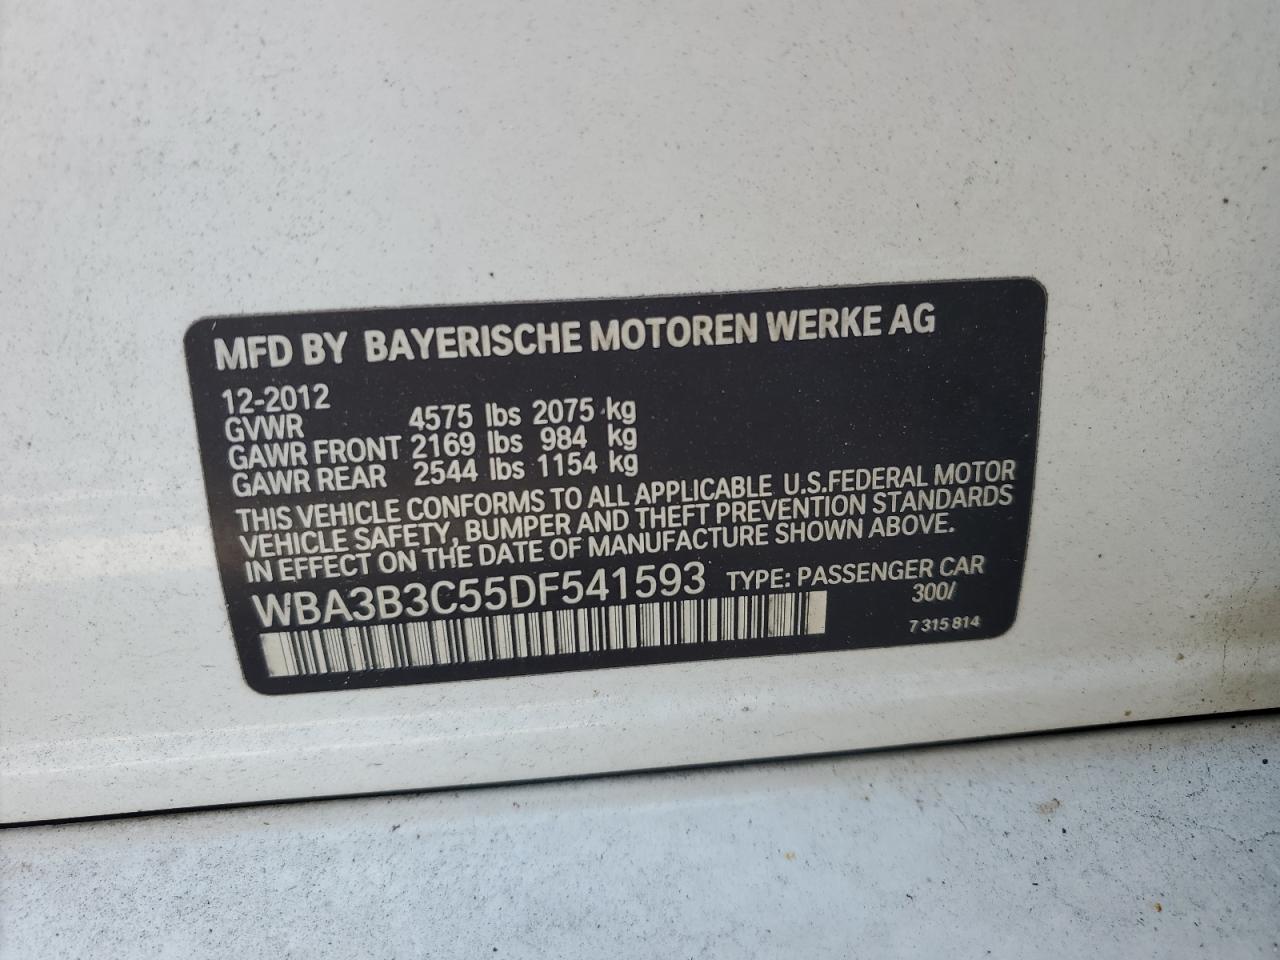 MFD BY BAYERISCHE MOTOREN WERKE AG
12-2012
GVWR 4575 lbs 2075 kg
GAWR FRONT 2169 lbs 984 kg
GAWR REAR 2544 lbs 1154 kg
THIS VEHICLE CONFORMS TO ALL APPLICABLE U.S.FEDERAL MOTOR
VEHICLE SAFETY, BUMPER AND THEFT PREVENTION STANDARDS
IN EFFECT ON THE DATE OF MANUFACTURE SHOWN ABOVE.
WBA3B3C55DF541593 TYPE: PASSENGER CAR
300/
7 315 814